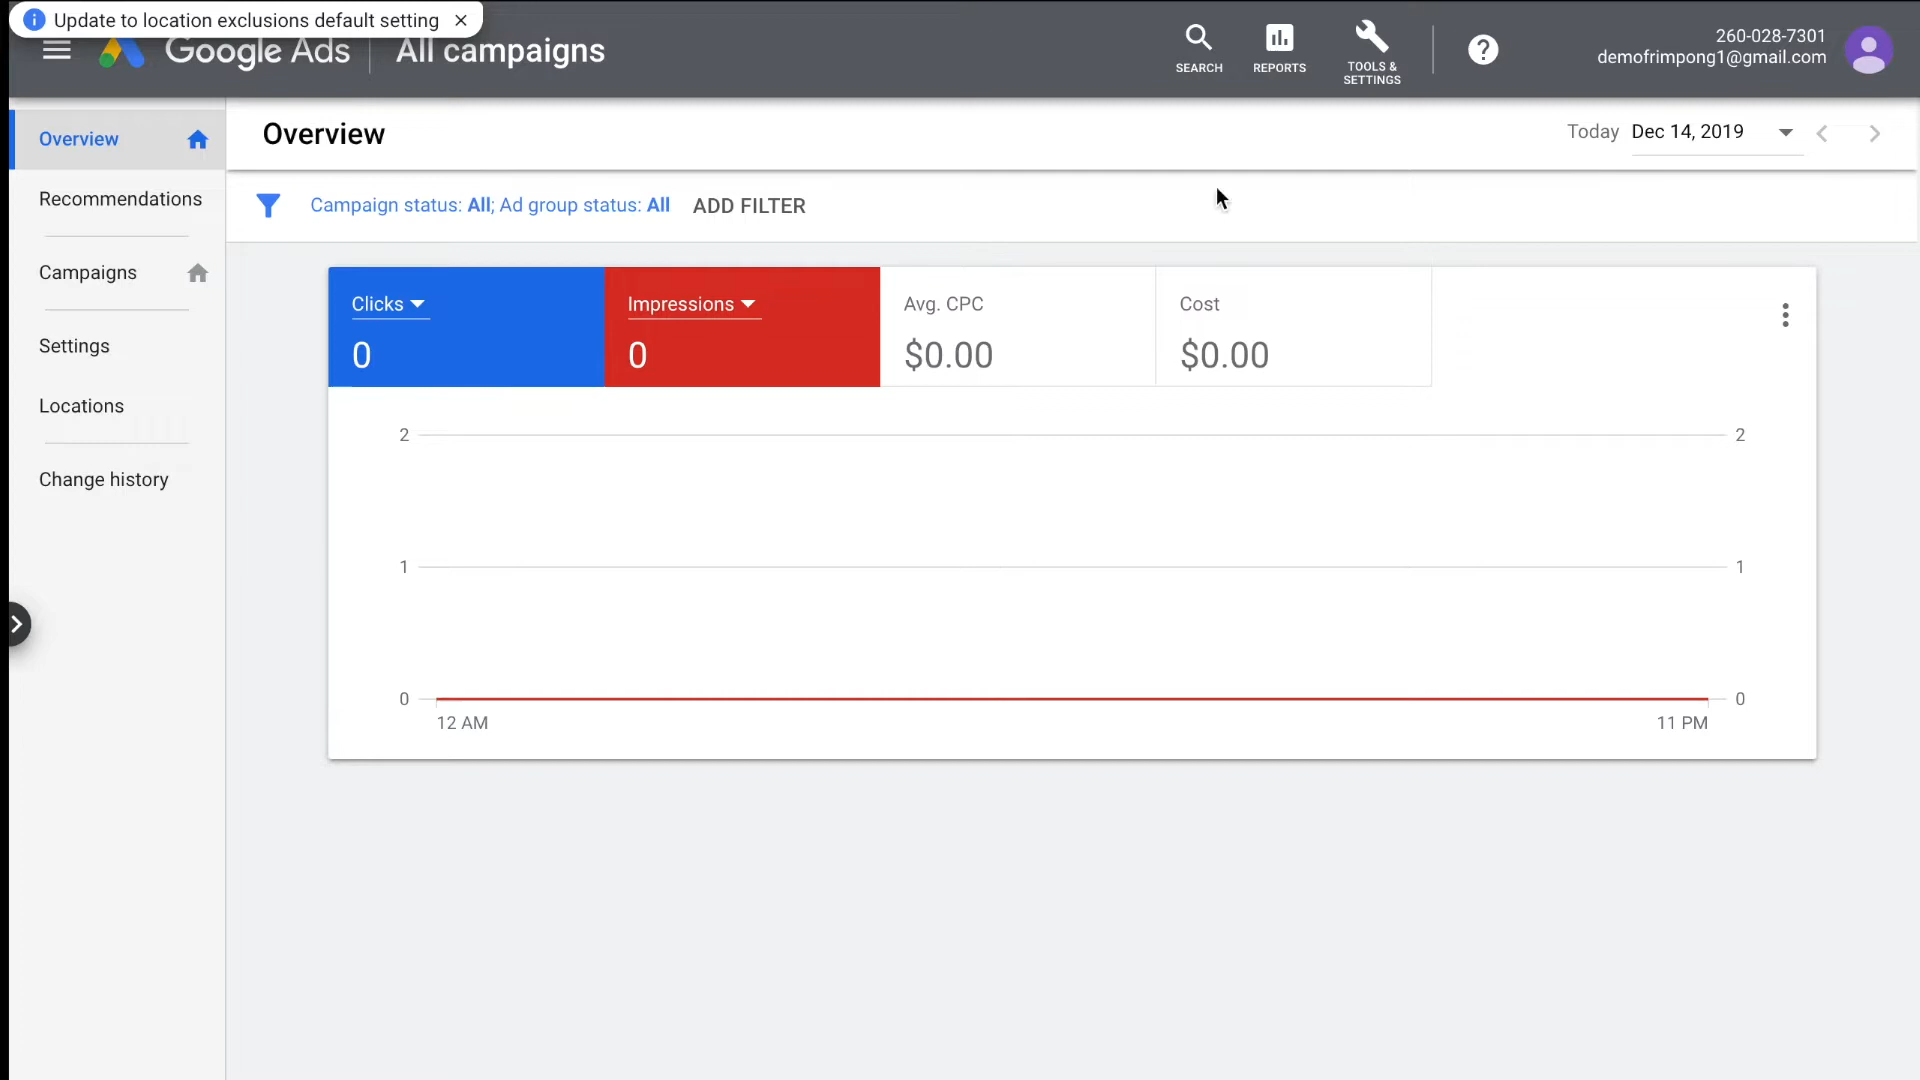 Update to location exclusions default setting
Google Ads
All campaigns
SEARCH
REPORTS
TOOLS &
SETTINGS
260-028-7301
demofrimpong1@gmail.com
Overview
Recommendations
Campaigns
Settings
Locations
Change history
Overview
Today Dec 14, 2019
Campaign status: All; Ad group status: All ADD FILTER
Clicks
0
Impressions
0
Avg. CPC
$0.00
Cost
$0.00
2 2
1 1
0 0
12 AM 11 PM